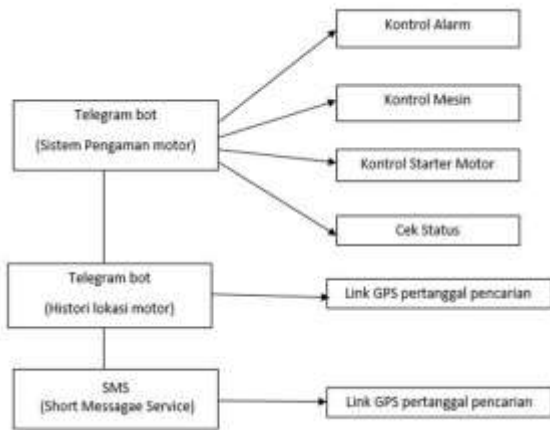 Telegram bot
(Sistem Pengaman motor)
Kontrol Alarm
Kontrol Mesin
Kontrol Starter Motor
Cek Status
Telegram bot
(Histori lokasi motor)
Link GPS pertanggal pencarian
SMS
(Short Messagae Service)
Link GPS pertanggal pencarian